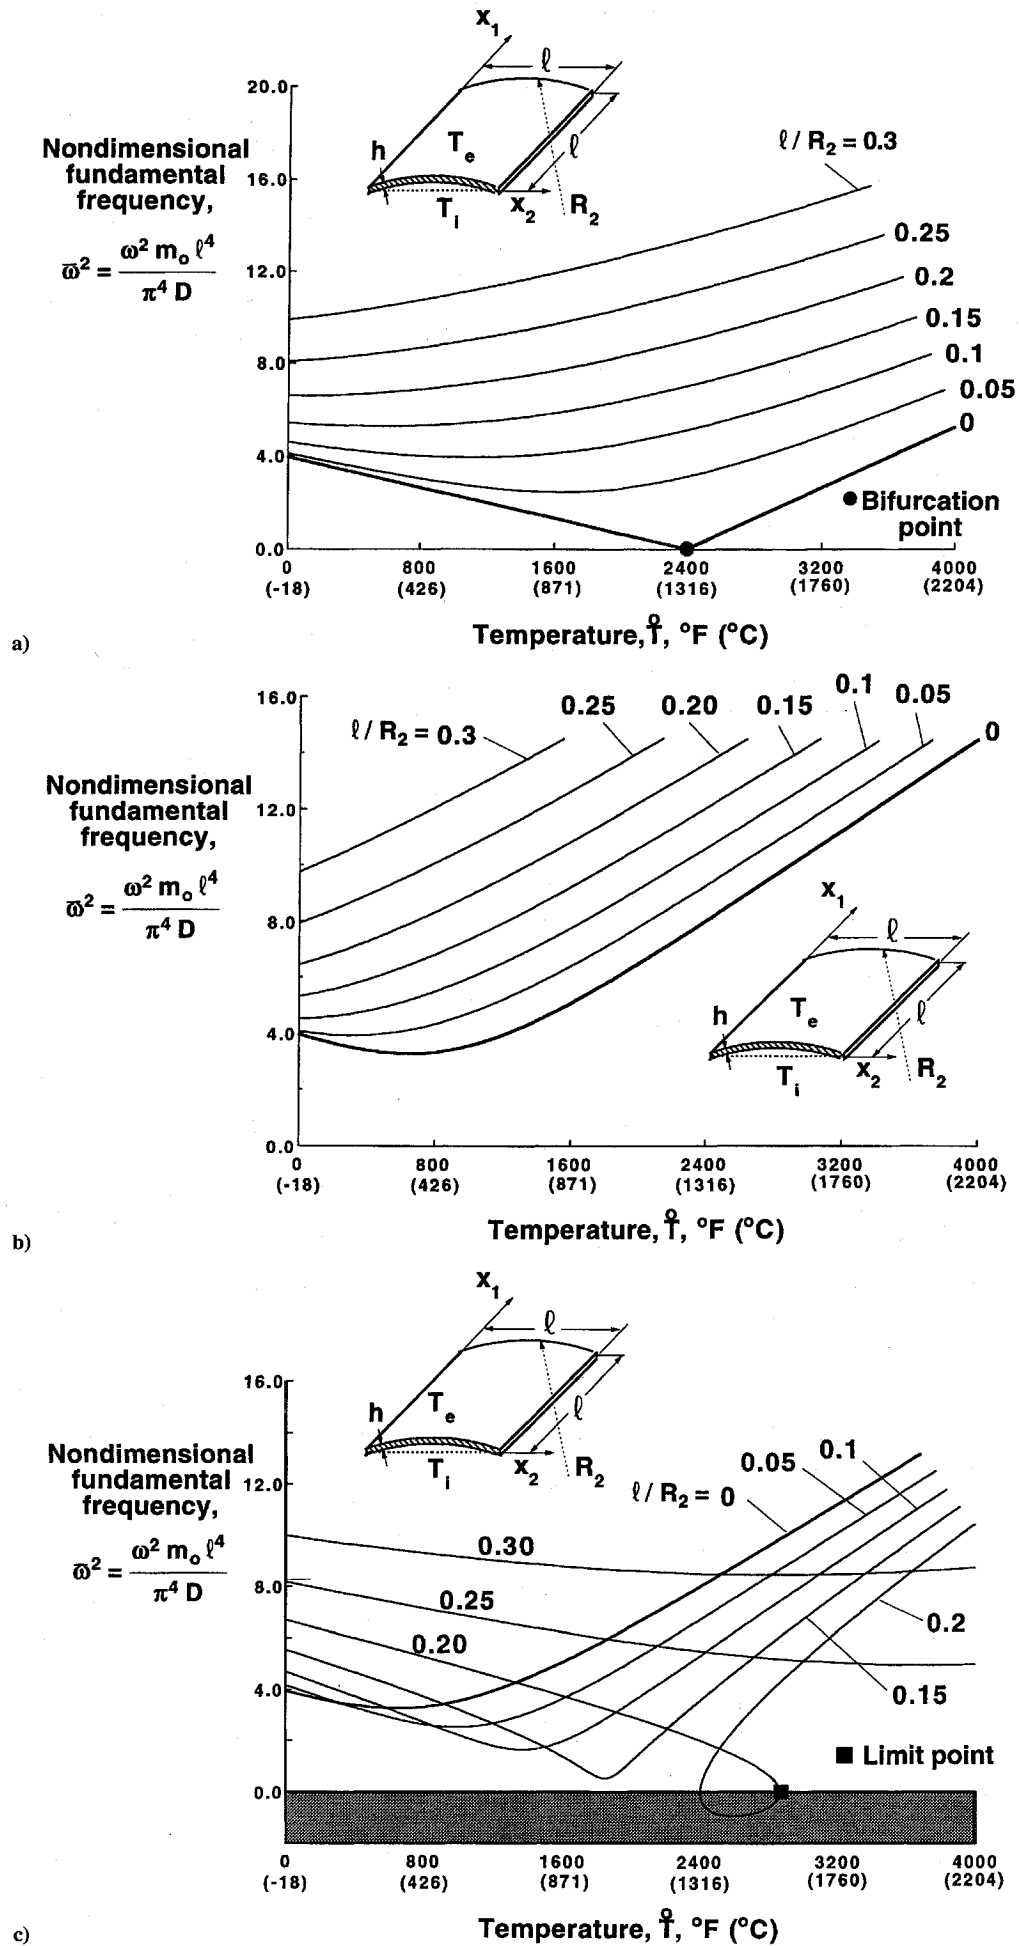 x₁
ℓ
20.0
Nondimensional
fundamental
frequency,
h
Tₑ
ℓ
ℓ/R₂ = 0.3
16.0
Tᵢ
x₂
R₂
0.25
ω̅² = ω² mₒ ℓ⁴ / π⁴ D
12.0
0.2
0.15
8.0
0.1
0.05
0
4.0
● Bifurcation
point
0.0
0 800 1600 2400 3200 4000
(-18) (426) (871) (1316) (1760) (2204)
Temperature, T̊, °F (°C)
a)
16.0
ℓ/R₂ = 0.3
0.25
0.20
0.15
0.1
0.05
0
Nondimensional
fundamental
frequency,
12.0
ω̅² = ω² mₒ ℓ⁴ / π⁴ D
8.0
x₁
ℓ
h
Tₑ
ℓ
4.0
Tᵢ
x₂
R₂
0.0
0 800 1600 2400 3200 4000
(-18) (426) (871) (1316) (1760) (2204)
Temperature, T̊, °F (°C)
b)
x₁
ℓ
16.0
h
Tₑ
ℓ
Tᵢ
x₂
R₂
Nondimensional
fundamental
frequency,
12.0
ℓ/R₂ = 0
0.05
0.1
ω̅² = ω² mₒ ℓ⁴ / π⁴ D
0.30
8.0
0.25
0.20
0.2
4.0
0.15
■ Limit point
0.0
0 800 1600 2400 3200 4000
(-18) (426) (871) (1316) (1760) (2204)
Temperature, T̊, °F (°C)
c)